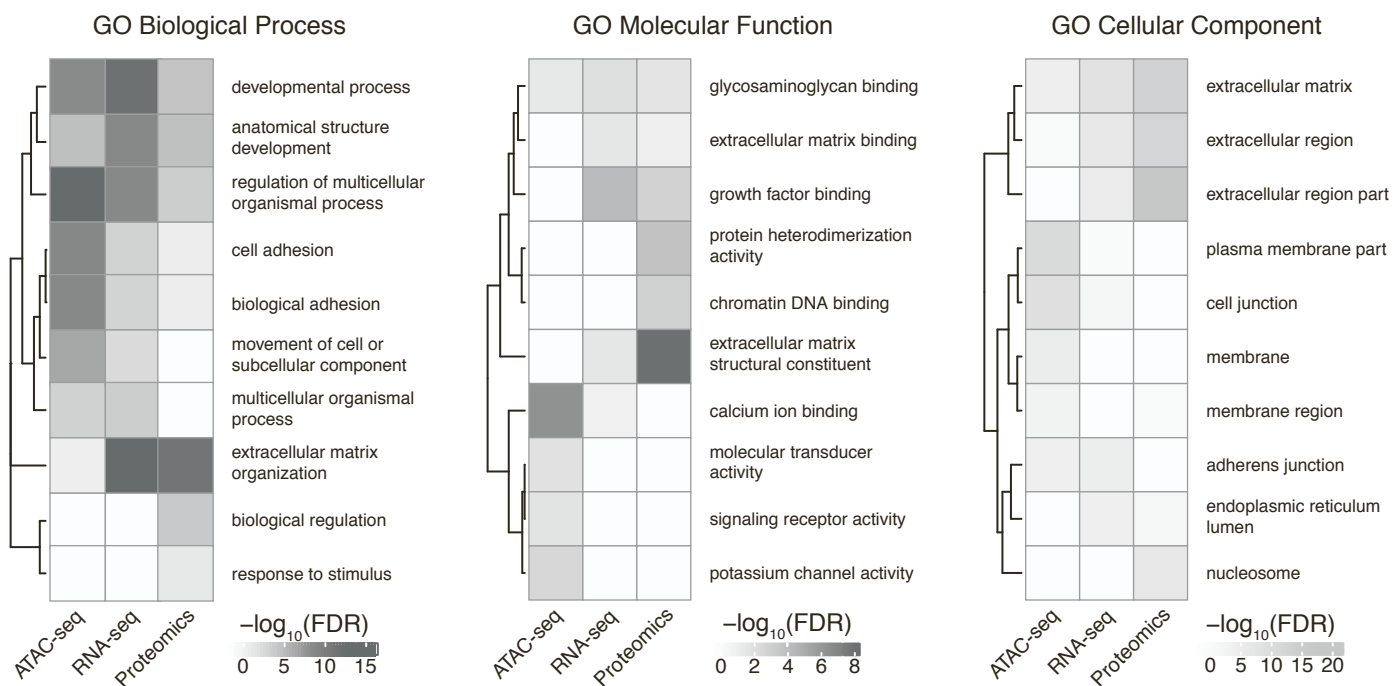 GO Biological Process
developmental process
anatomical structure
development
regulation of multicellular
organismal process
cell adhesion
biological adhesion
movement of cell or
subcellular component
multicellular organismal
process
extracellular matrix
organization
biological regulation
response to stimulus
ATAC-seq
RNA-seq
Proteomics
−log10(FDR)
0 5 10 15
GO Molecular Function
glycosaminoglycan binding
extracellular matrix binding
growth factor binding
protein heterodimerization
activity
chromatin DNA binding
extracellular matrix
structural constituent
calcium ion binding
molecular transducer
activity
signaling receptor activity
potassium channel activity
ATAC-seq
RNA-seq
Proteomics
−log10(FDR)
0 2 4 6 8
GO Cellular Component
extracellular matrix
extracellular region
extracellular region part
plasma membrane part
cell junction
membrane
membrane region
adherens junction
endoplasmic reticulum
lumen
nucleosome
ATAC-seq
RNA-seq
Proteomics
−log10(FDR)
0 5 10 15 20